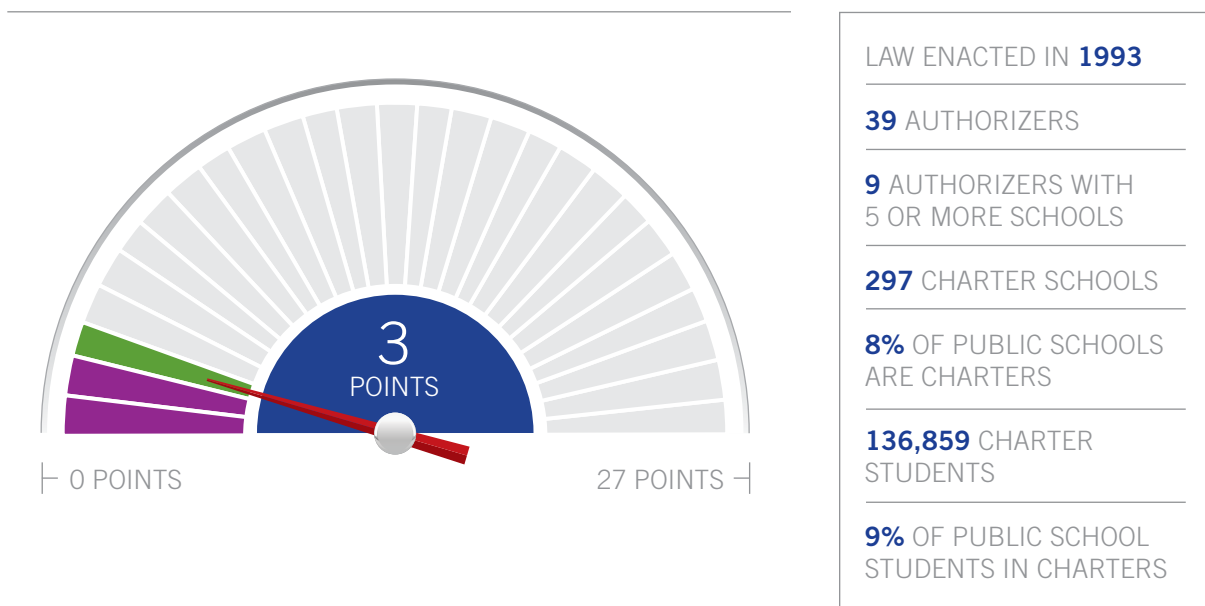 3
POINTS
0 POINTS
27 POINTS
LAW ENACTED IN 1993
39 AUTHORIZERS
9 AUTHORIZERS WITH
5 OR MORE SCHOOLS
297 CHARTER SCHOOLS
8% OF PUBLIC SCHOOLS
ARE CHARTERS
136,859 CHARTER
STUDENTS
9% OF PUBLIC SCHOOL
STUDENTS IN CHARTERS